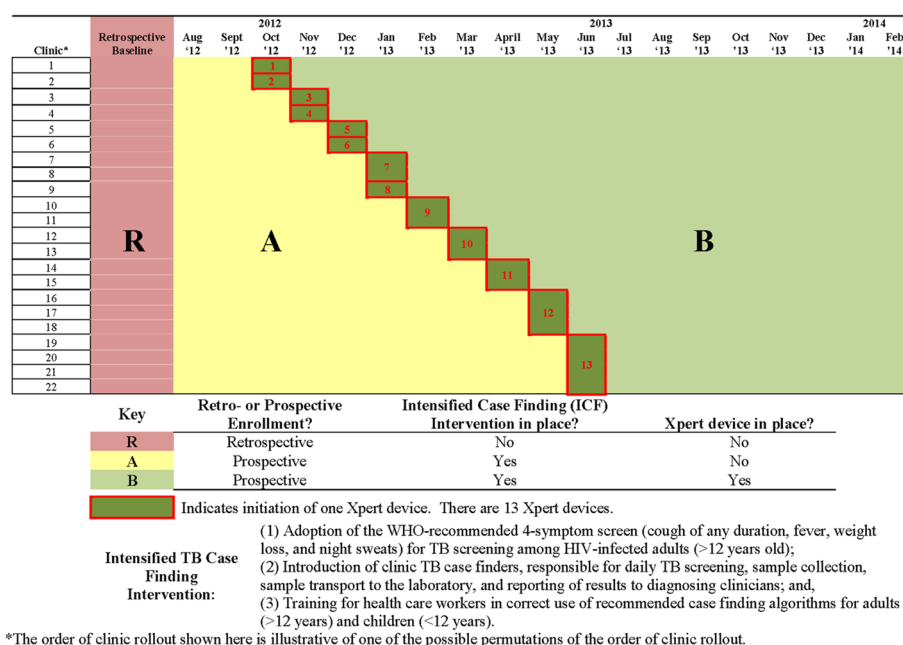 2012 2013 2014
Retrospective Aug Sept Oct Nov Dec Jan Feb Mar April May Jun Jul Aug Sep Oct Nov Dec Jan Feb
Clinic* Baseline ‘12 ’12 ’12 ’12 ’12 ‘13 ‘13 ‘13 ‘13 ‘13 ‘13 ‘13 ‘13 ‘13 ‘13 ‘13 ‘13 ‘14 ‘14
1 1
2 2
3 3
4 4
5 5
6 6
7
8
7
9 8
10
11
9
12
R A 10 B
13
14
15
11
16
17 12
18
19
20
13
21
22
Retro- or Prospective Intensified Case Finding (ICF)
Key Enrollment? Intervention in place? Xpert device in place?
R Retrospective No No
A Prospective Yes No
B Prospective Yes Yes
Indicates initiation of one Xpert device. There are 13 Xpert devices.
Intensified TB Case
Finding
Intervention:
(1) Adoption of the WHO-recommended 4-symptom screen (cough of any duration, fever, weight
loss, and night sweats) for TB screening among HIV-infected adults (>12 years old);
(2) Introduction of clinic TB case finders, responsible for daily TB screening, sample collection,
sample transport to the laboratory, and reporting of results to diagnosing clinicians; and,
(3) Training for health care workers in correct use of recommended case finding algorithms for adults
(>12 years) and children (<12 years).
*The order of clinic rollout shown here is illustrative of one of the possible permutations of the order of clinic rollout.